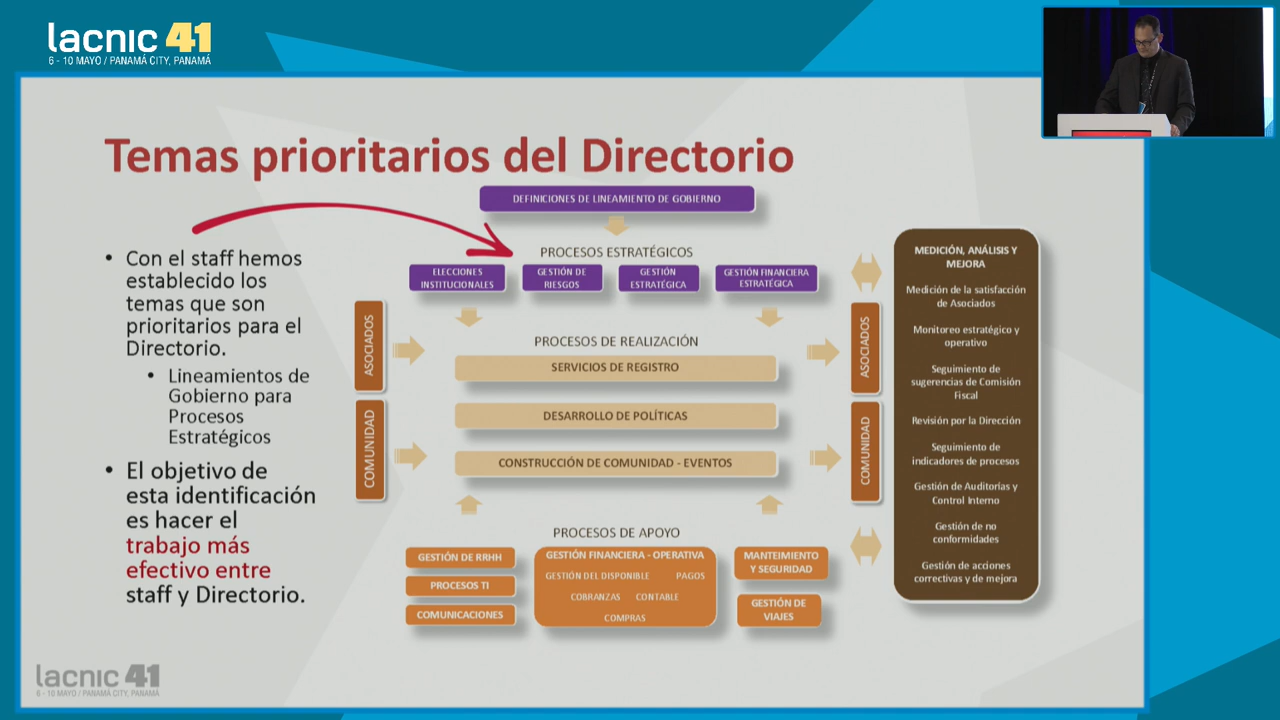 lacnic 41
6 - 10 MAYO / PANAMÁ CITY, PANAMÁ
Temas prioritarios del Directorio
• Con el staff hemos
establecido los
temas que son
prioritarios para el
Directorio.
• Lineamientos de
Gobierno para
Procesos
Estratégicos
• El objetivo de
esta identificación
es hacer el
trabajo más
efectivo entre
staff y Directorio.
DEFINICIONES DE LINEAMIENTO DE GOBIERNO
PROCESOS ESTRATÉGICOS
ELECCIONES
INSTITUCIONALES
GESTIÓN DE
RIESGOS
GESTIÓN
ESTRATÉGICA
GESTIÓN FINANCIERA
ESTRATÉGICA
ASOCIADOS
COMUNIDAD
PROCESOS DE REALIZACIÓN
SERVICIOS DE REGISTRO
DESARROLLO DE POLÍTICAS
CONSTRUCCIÓN DE COMUNIDAD - EVENTOS
ASOCIADOS
COMUNIDAD
PROCESOS DE APOYO
GESTIÓN DE RRHH
PROCESOS TI
COMUNICACIONES
GESTIÓN FINANCIERA - OPERATIVA
GESTIÓN DEL DISPONIBLE PAGOS
COBRANZAS CONTABLE
COMPRAS
MANTEIMIENTO
Y SEGURIDAD
GESTIÓN DE
VIAJES
MEDICIÓN, ANÁLISIS Y
MEJORA
Medición de la satisfacción
de Asociados
Monitoreo estratégico y
operativo
Seguimiento de
sugerencias de Comisión
Fiscal
Revisión por la Dirección
Seguimiento de
indicadores de procesos
Gestión de Auditorías y
Control Interno
Gestión de no
conformidades
Gestión de acciones
correctivas y de mejora
lacnic 41
6 - 10 MAYO / PANAMÁ CITY, PANAMÁ